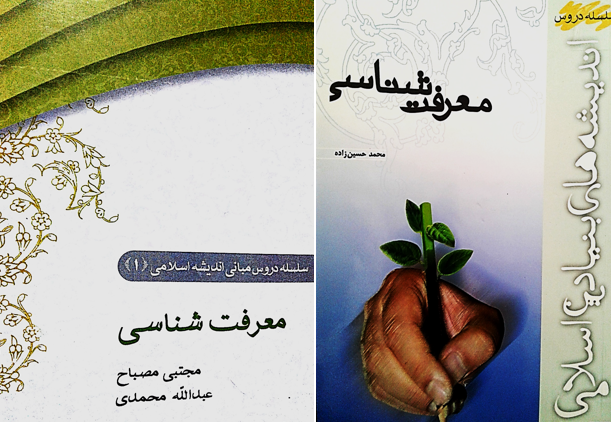 سلسله دروس مبانی اندیشه اسلامی (۱)
معرفت شناسی
مجتبی مصباح
عبدالله محمدی
سلسله دروس
اندیشه‌های بنیادین اسلامی
معرفت‌شناسی
محمد حسین‌زاده